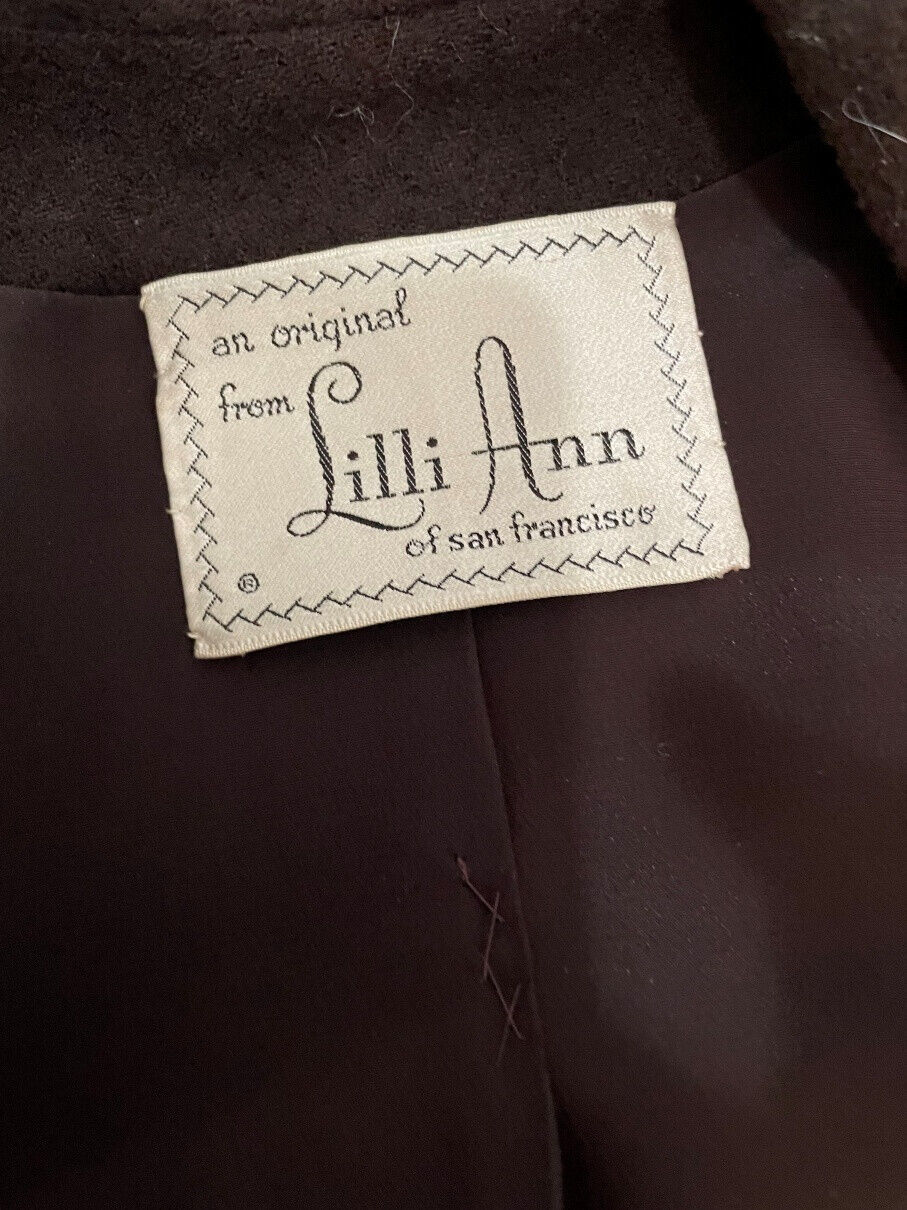 an original
from Lilli Ann
of san francisco
®